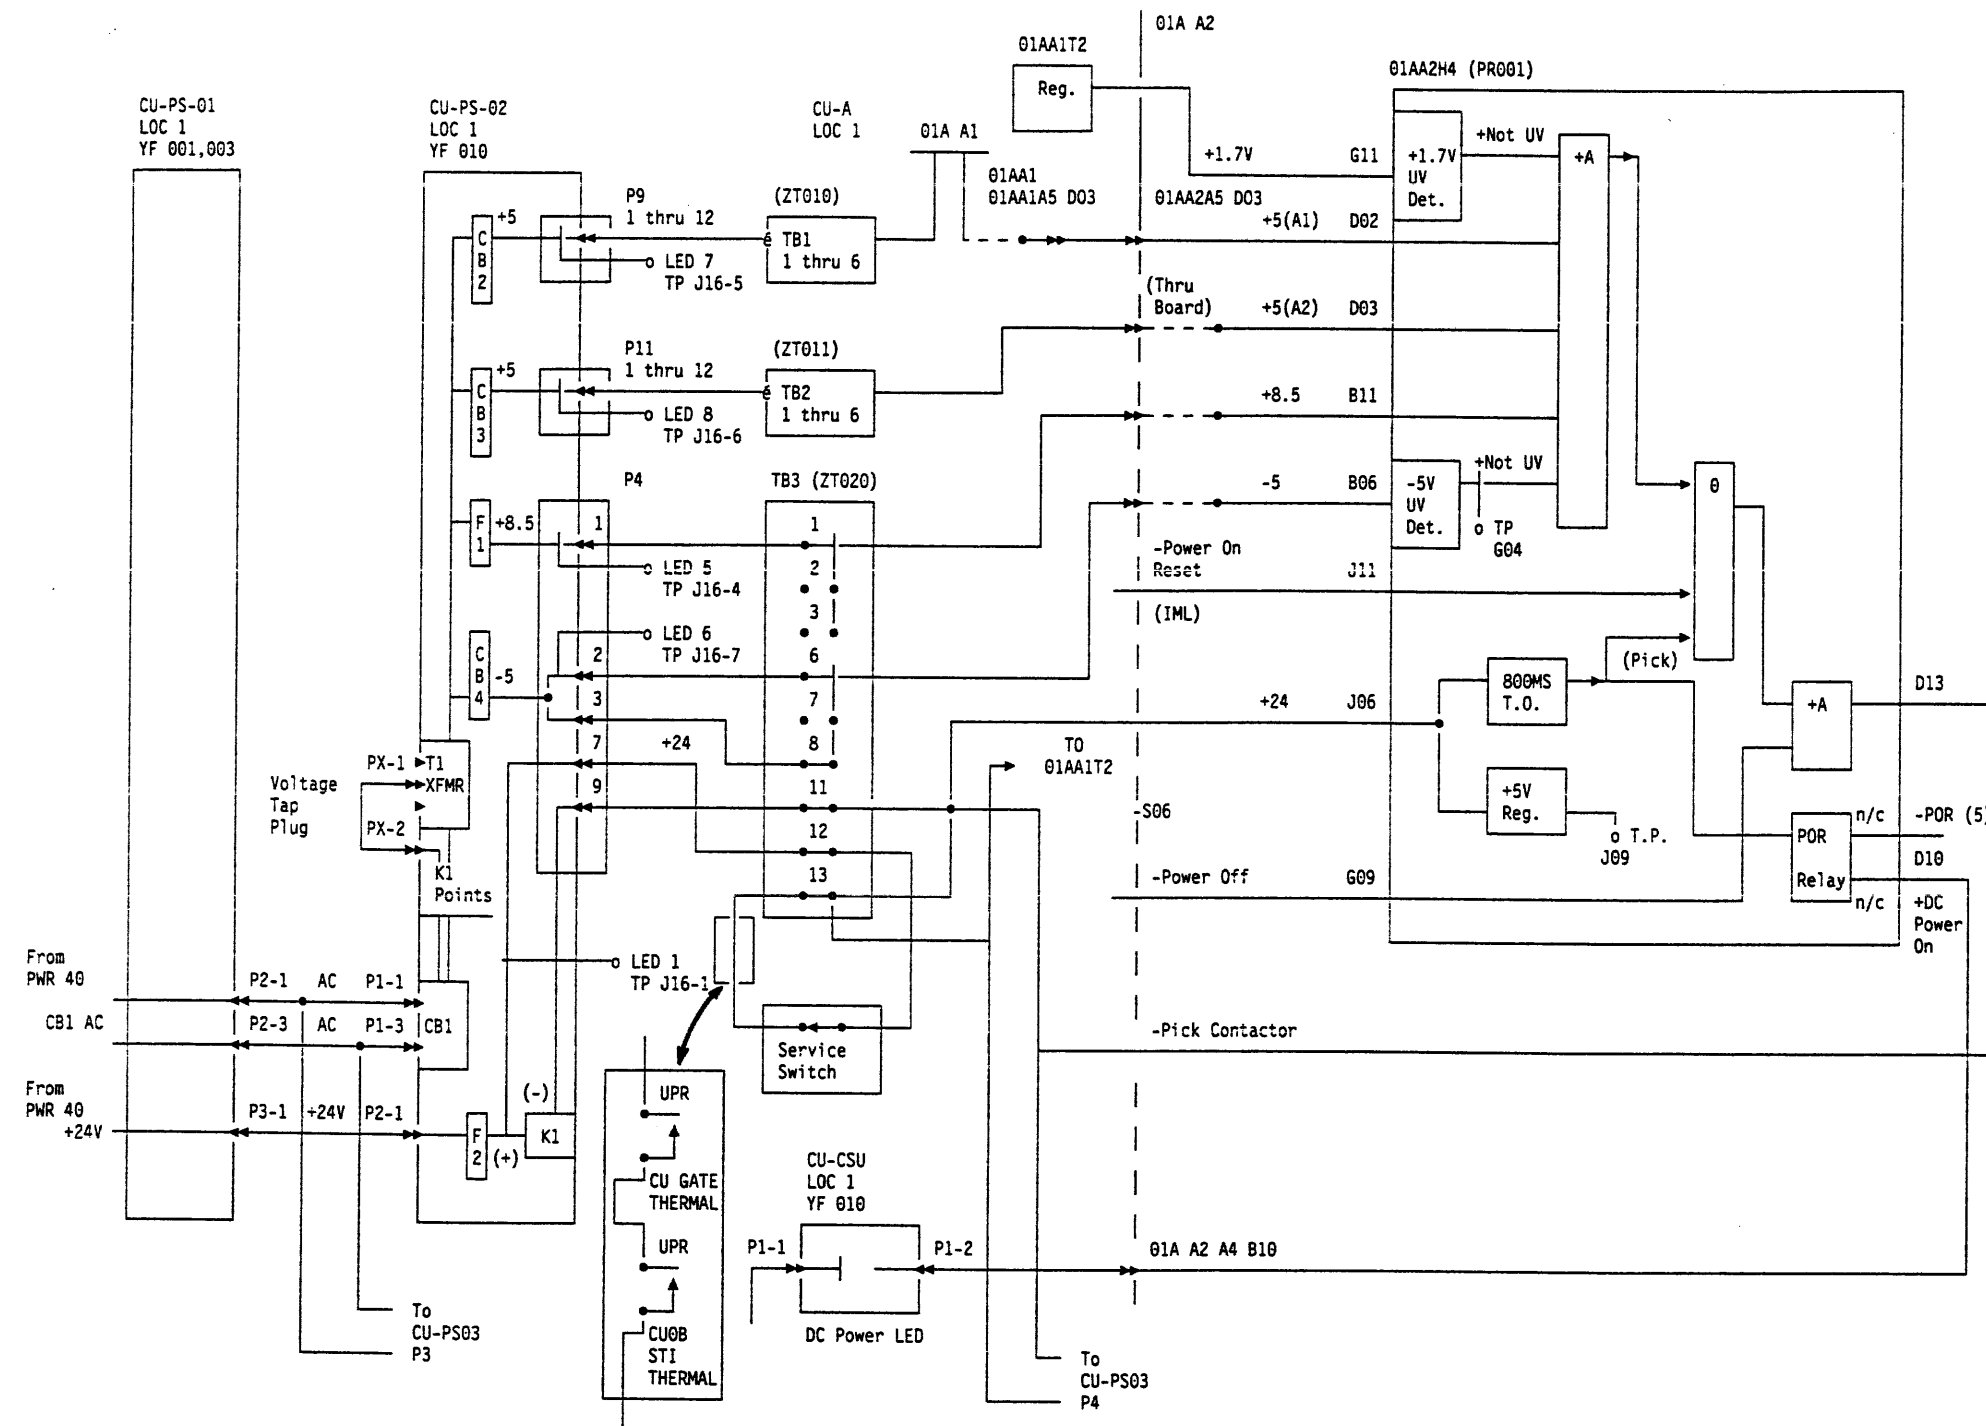 01A A2
01AA1T2
Reg.
01AA2H4 (PR001)
CU-PS-01
LOC 1
YF 001,003
CU-PS-02
LOC 1
YF 010
CU-A
LOC 1
01A A1
01AA1
01AA1A5 DO3
01AA2A5 DO3
+1.7V
G11
+1.7V
UV
Det.
+Not UV
+A
C
B
2
+5
P9
1 thru 12
LED 7
TP J16-5
(ZT010)
TB1
1 thru 6
+5(A1)
D02
(Thru
Board)
+5(A2)
D03
C
B
3
+5
P11
1 thru 12
LED 8
TP J16-6
(ZT011)
TB2
1 thru 6
+8.5
B11
P4
TB3 (ZT020)
-5
B06
-5V
UV
Det.
+Not UV
TP
G04
0
F
1
+8.5
1
LED 5
TP J16-4
1
2
3
6
7
8
11
12
13
-Power On
Reset
J11
(IML)
C
B
4
-5
LED 6
TP J16-7
2
3
7
9
+24
(Pick)
800MS
T.O.
+24
J06
+A
D13
TO
01AA1T2
PX-1
T1
XFMR
Voltage
Tap
Plug
PX-2
K1
Points
-S06
+5V
Reg.
T.P.
J09
POR
Relay
n/c
-POR (5)
D10
n/c
+DC
Power
On
-Power Off
G09
LED 1
TP J16-1
From
PWR 40
P2-1
AC
P1-1
CB1 AC
P2-3
AC
P1-3
CB1
Service
Switch
-Pick Contactor
From
PWR 40
+24V
P3-1
+24V
P2-1
F
2
(-)
(+)
K1
UPR
CU GATE
THERMAL
UPR
CU0B
STI
THERMAL
CU-CSU
LOC 1
YF 010
P1-1
P1-2
01A A2 A4 B10
DC Power LED
To
CU-PS03
P3
To
CU-PS03
P4